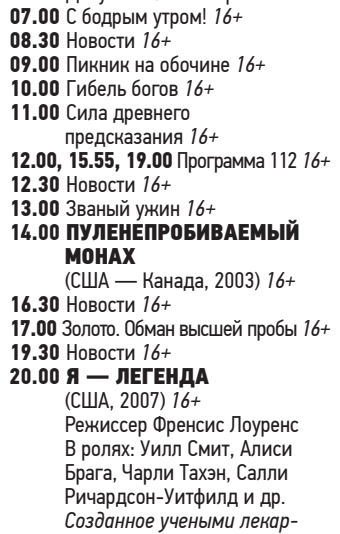 07.00 С бодрым утром! 16+
08.30 Новости 16+
09.00 Пикник на обочине 16+
10.00 Гибель богов 16+
11.00 Сила древнего
предсказания 16+
12.00, 15.55, 19.00 Программа 112 16+
12.30 Новости 16+
13.00 Званый ужин 16+
14.00 ПУЛЕНЕПРОБИВАЕМЫЙ
МОНАХ
(США — Канада, 2003) 16+
16.30 Новости 16+
17.00 Золото. Обман высшей пробы 16+
19.30 Новости 16+
20.00 Я — ЛЕГЕНДА
(США, 2007) 16+
Режиссер Френсис Лоуренс
В ролях: Уилл Смит, Алиси
Брага, Чарли Тахэн, Салли
Ричардсон-Уитфилд и др.
Созданное учеными лекар-